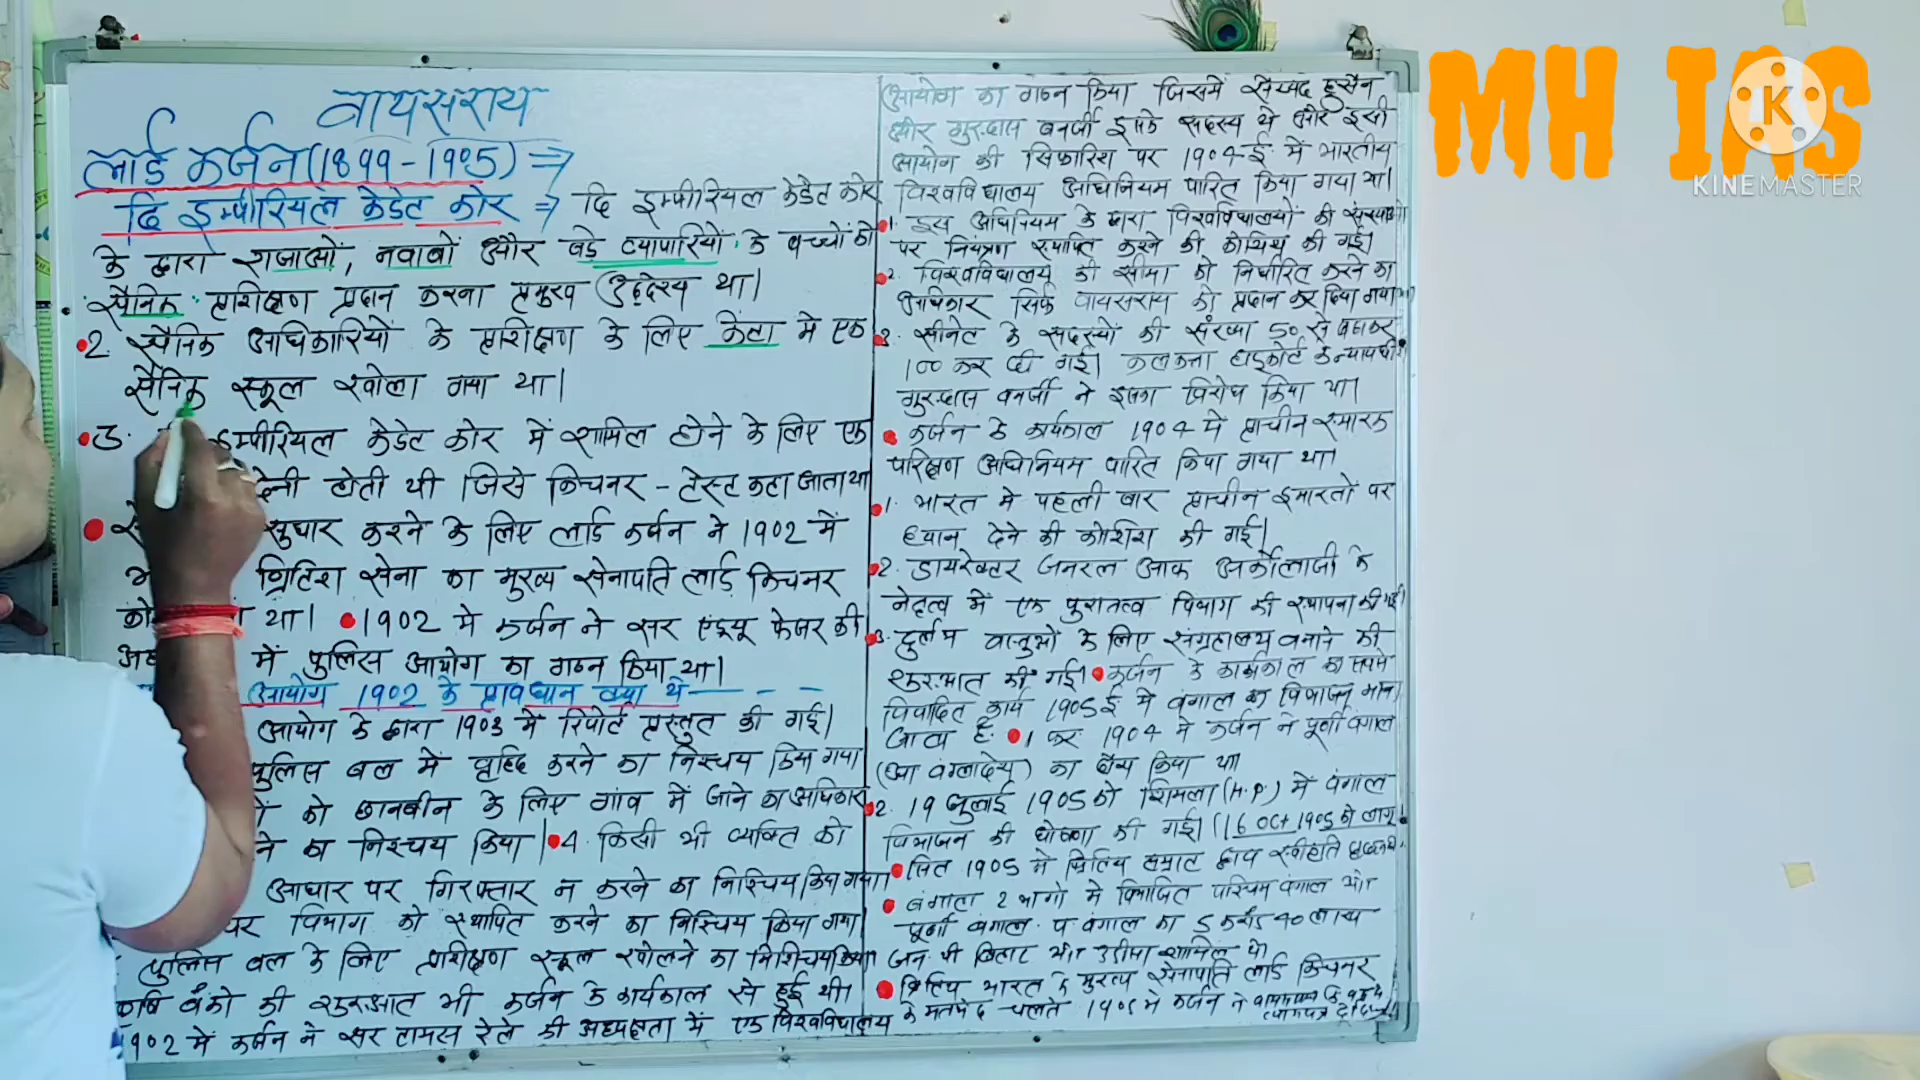 वायसराय
लार्ड कर्जन (1899-1905) ⇒
दि इम्पीरियल केडेट कोर ⇒ दि इम्पीरियल केडेट कोर
के द्वारा राजाओं, नवाबों और बडे व्यापारियों के बच्चों को
सैनिक प्रशिक्षण प्रदान करना प्रमुख उद्देश्य था।
2. सैनिक अधिकारियों के प्रशिक्षण के लिए केंटा मे एक
सैनिक स्कूल खोला गया था।
3. इम्पीरियल केडेट कोर में शामिल होने के लिए एक
देनी होती थी जिसे किचनर-टेस्ट कहा जाता था
सुधार करने के लिए लार्ड कर्जन ने 1902 में
ब्रिटिश सेना का मुख्य सेनापति लार्ड किचनर
को था। 1902 मे कर्जन ने सर एंड्र्यू फेजर की
में पुलिस आयोग का गठन किया था।
आयोग 1902 के प्रावधान क्या थे- - -
आयोग के द्वारा 1903 में रिपोर्ट प्रस्तुत की गई।
पुलिस बल में वृद्दि करने का निश्चय किया गया
को छानबीन के लिए गांव में जाने का अधिकार
ने का निश्चय किया। 4. किसी भी व्यक्ति को
आधार पर गिरफ्तार न करने का निश्चिय किया गया।
पर विभाग को स्थापित करने का निश्चिय किया गया।
पुलिस बल के लिए प्रशिक्षण स्कूल खोलने का निश्चिय किया।
बैंको की शुरुआत भी कर्जन के कार्यकाल से हुई थी।
1902 में कर्जन ने सर टामस रेले की अध्यक्षता में एक विश्वविद्यालय
आयोग का गठन किया जिसमें सैय्यद हुसैन
और गुरुदास बनर्जी इसके सदस्य थे और इसी
आयोग की सिफारिश पर 1904 ई. में भारतीय
विश्वविद्यालय अधिनियम पारित किया गया था।
1. इस अधिनियम के द्वारा विश्वविद्यालयों की संस्थाओ
पर नियंत्रण स्थापित करने की कोशिश की गई।
2. विश्वविद्यालय की सीमा को निर्धारित करने का
अधिकार सिर्फ वायसराय को प्रदान कर दिया गया था
3. सीनेट के सदस्यों की संख्या 50 से बढाकर
100 कर दी गई। कलकत्ता हाइकोर्ट के न्यायधीश
गुरुदास बनर्जी ने इसका विरोध किया था।
कर्जन के कार्यकाल 1904 मे प्राचीन स्मारक
परिक्षण अधिनियम पारित किया गया था।
1. भारत मे पहली बार प्राचीन इमारतों पर
ध्यान देने की कोशिश की गई।
2. डायरेक्टर जनरल आफ अर्कोलाजी के
नेतृत्व में एक पुरातत्व विभाग की स्थापना की गई।
3. दुर्लभ वस्तुओं के लिए संग्रहालय बनाने की
शुरुआत की गई। कर्जन के कार्यकाल का सबसे
विवादित कार्य 1905 ई में बंगाल का विभाजन माना
जाता है. 1 फर. 1904 मे कर्जन ने पूर्वी बंगाल
(आ बंग्लादेश) का दौरा किया था
2. 19 जुलाई 1905 को शिमला (H.P.) में बंगाल
विभाजन की घोषणा की गई। (16 OCt 1905 को लागू।
सित 1905 मे ब्रिटिश सम्राट द्वारा स्वीकृति
बंगाल 2 भागो मे विभाजित पश्चिम बंगाल और
पूर्वी बंगाल. प. बंगाल का 5 करोड 40 लाख
जन थी बिहार और उडीसा शामिल थे।
ब्रिटिश भारत के मुख्य सेनापति लार्ड किचनर
के मतभेद चलते 1905 मे कर्जन ने
MH IAS
K
KINEMASTER